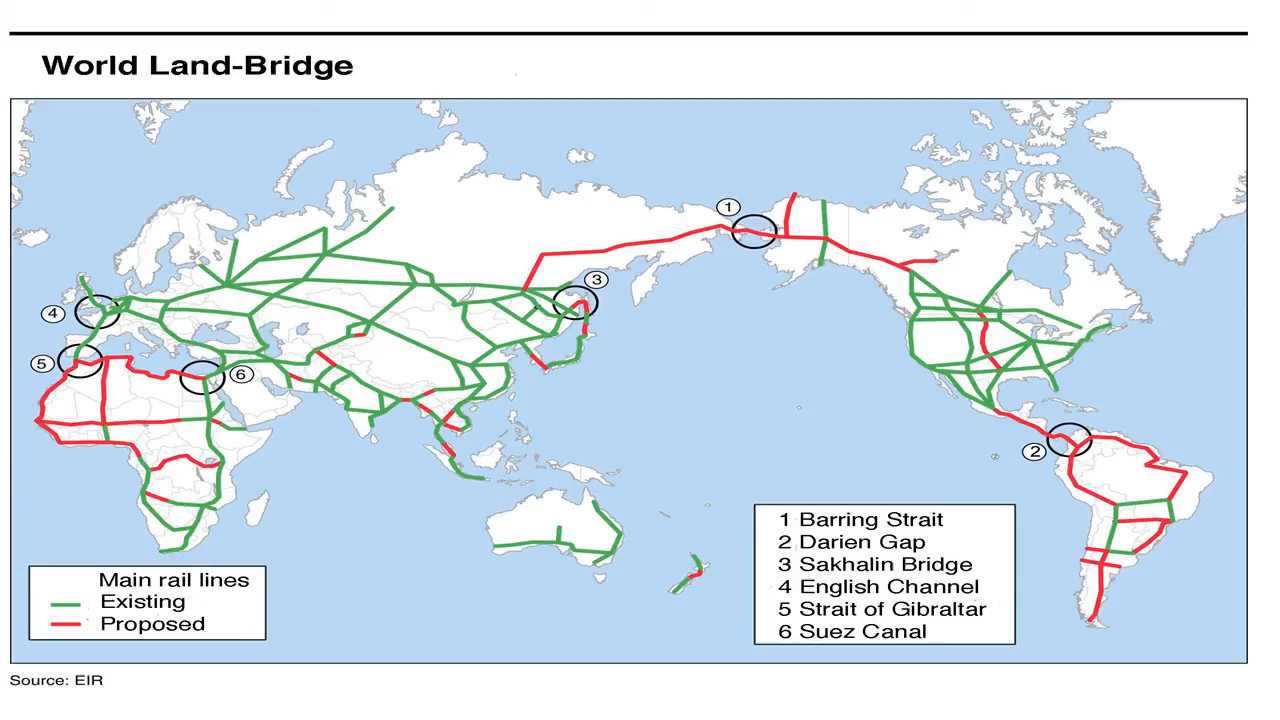 World Land-Bridge
1
3
4
5
6
2
2
1 Barring Strait
2 Darien Gap
3 Sakhalin Bridge
4 English Channel
5 Strait of Gibraltar
6 Suez Canal
Main rail lines
Existing
Proposed
Source: EIR